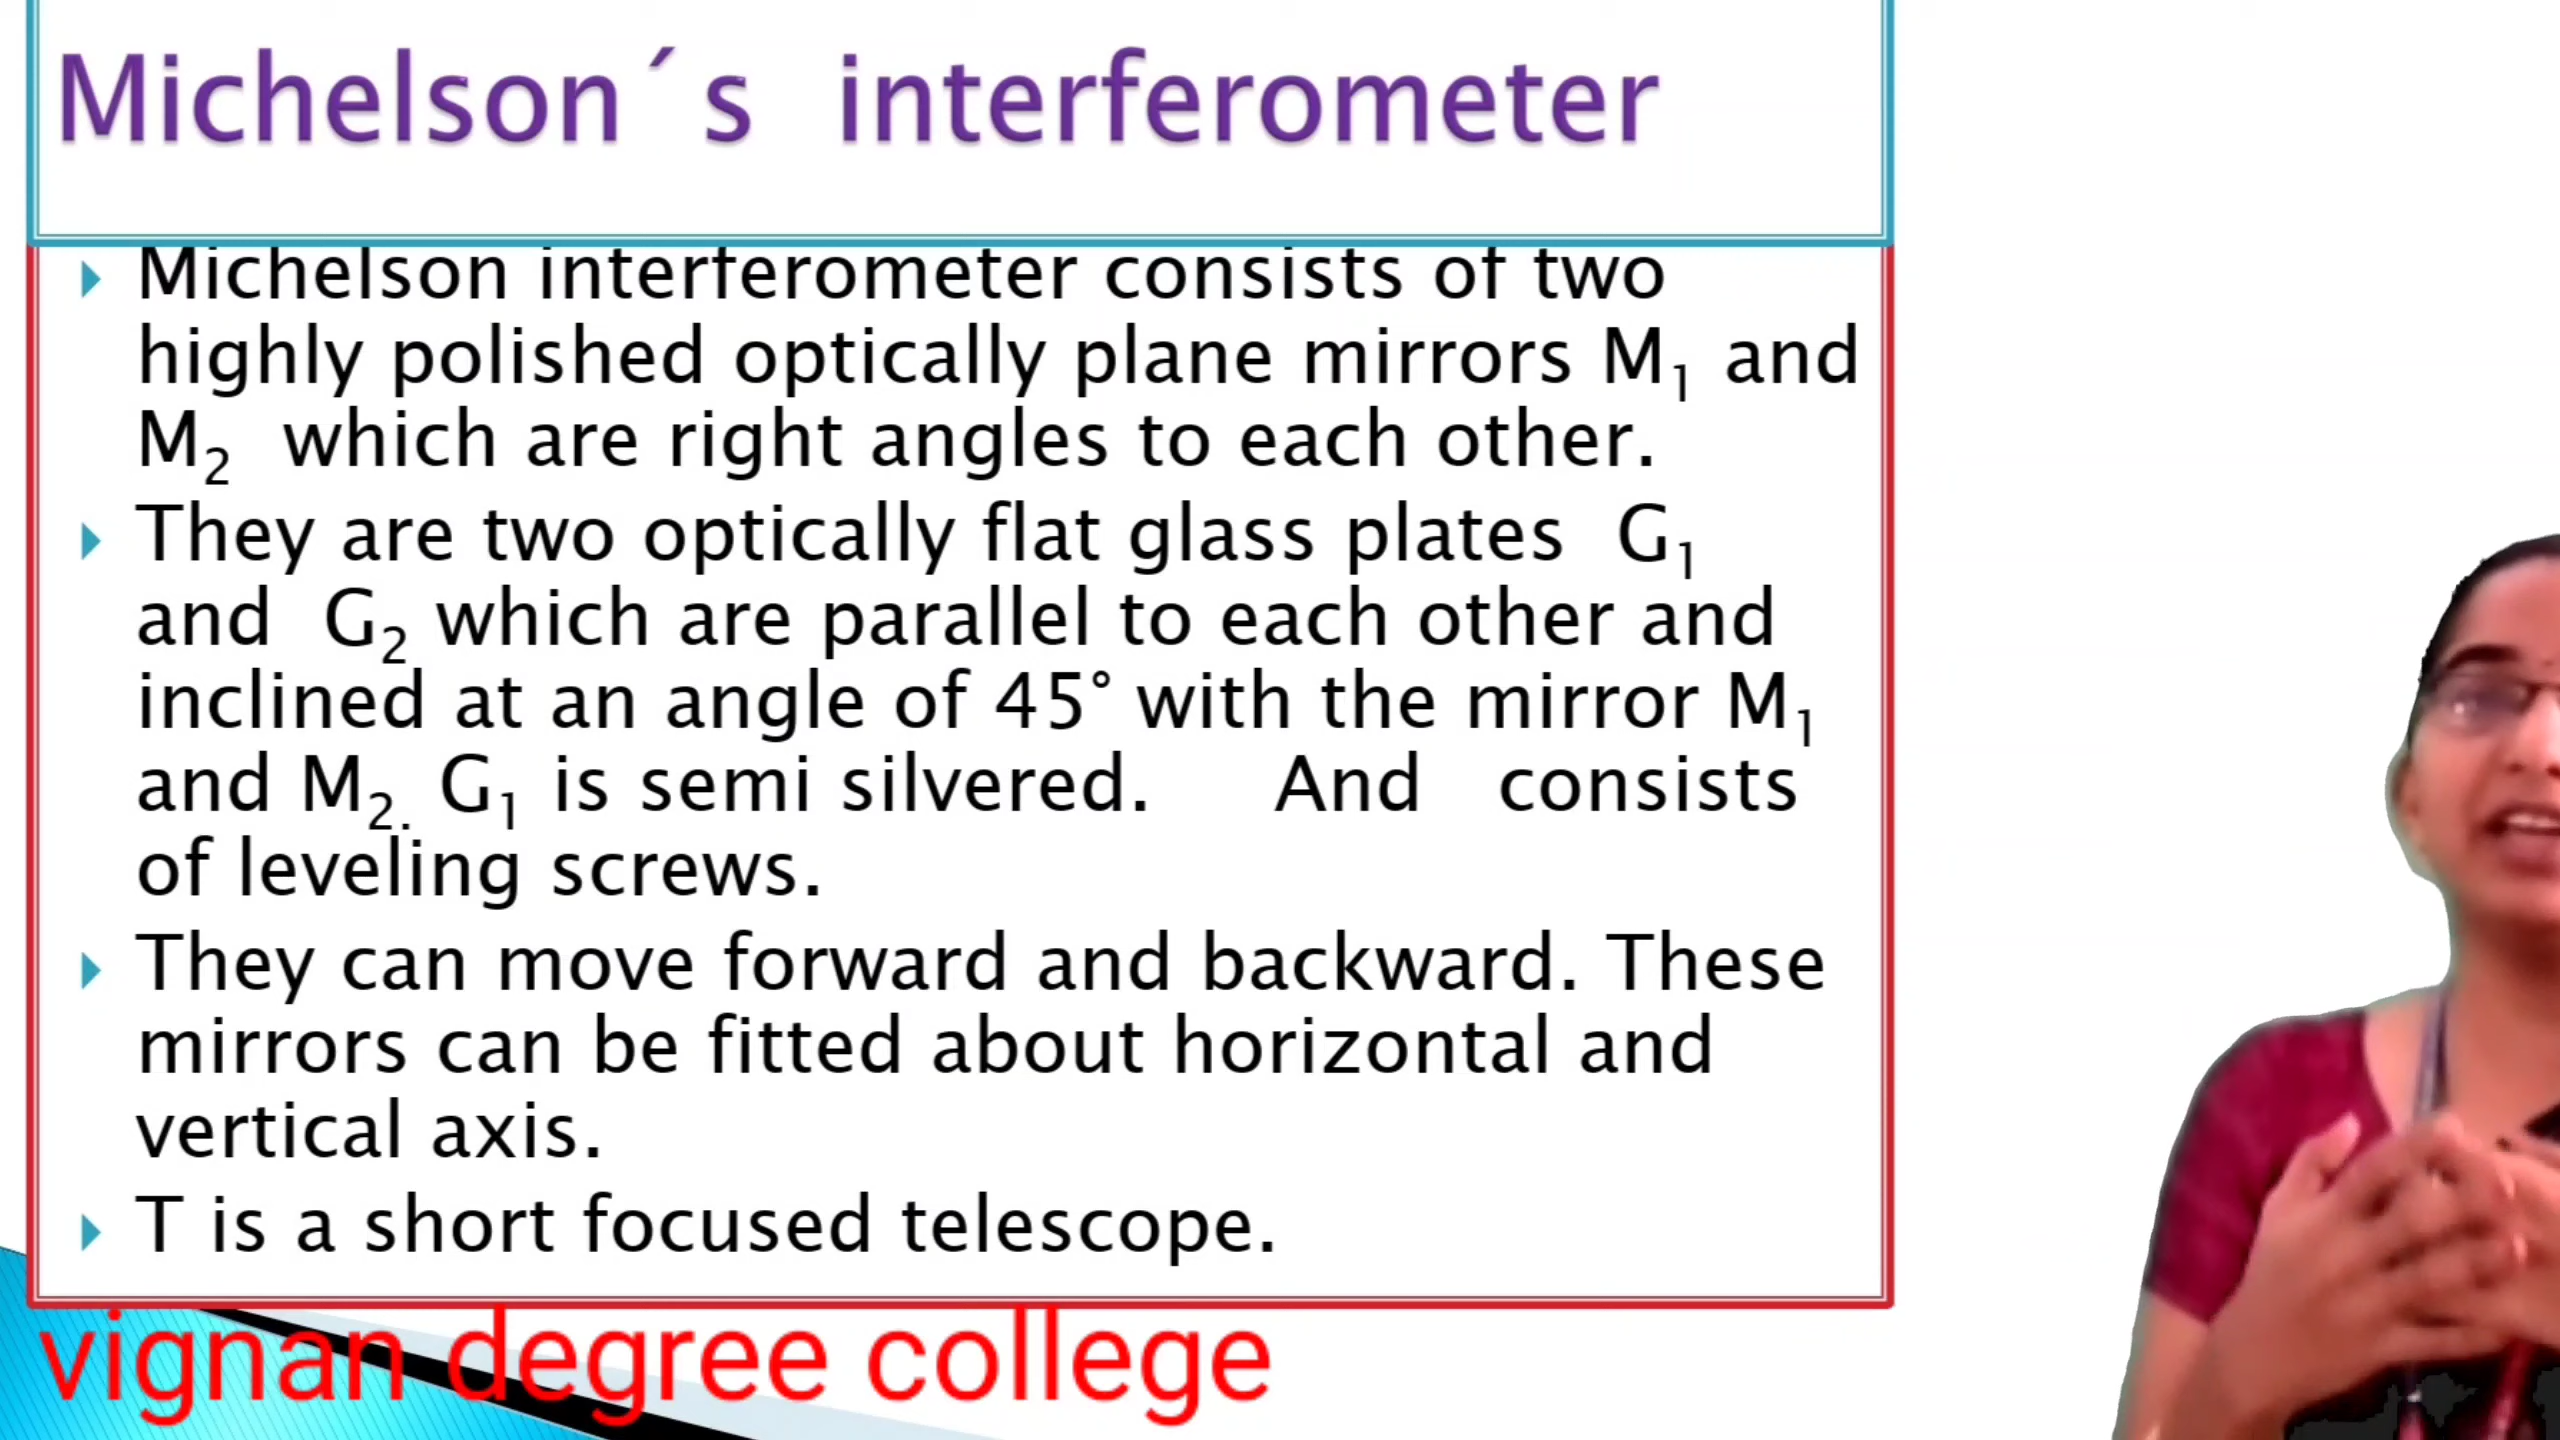 Michelson´s interferometer
Michelson interferometer consists of two
highly polished optically plane mirrors M₁ and
M₂ which are right angles to each other.
They are two optically flat glass plates G₁
and G₂ which are parallel to each other and
inclined at an angle of 45° with the mirror M₁
and M₂. G₁ is semi silvered. And consists
of leveling screws.
They can move forward and backward. These
mirrors can be fitted about horizontal and
vertical axis.
T is a short focused telescope.
vignan degree college